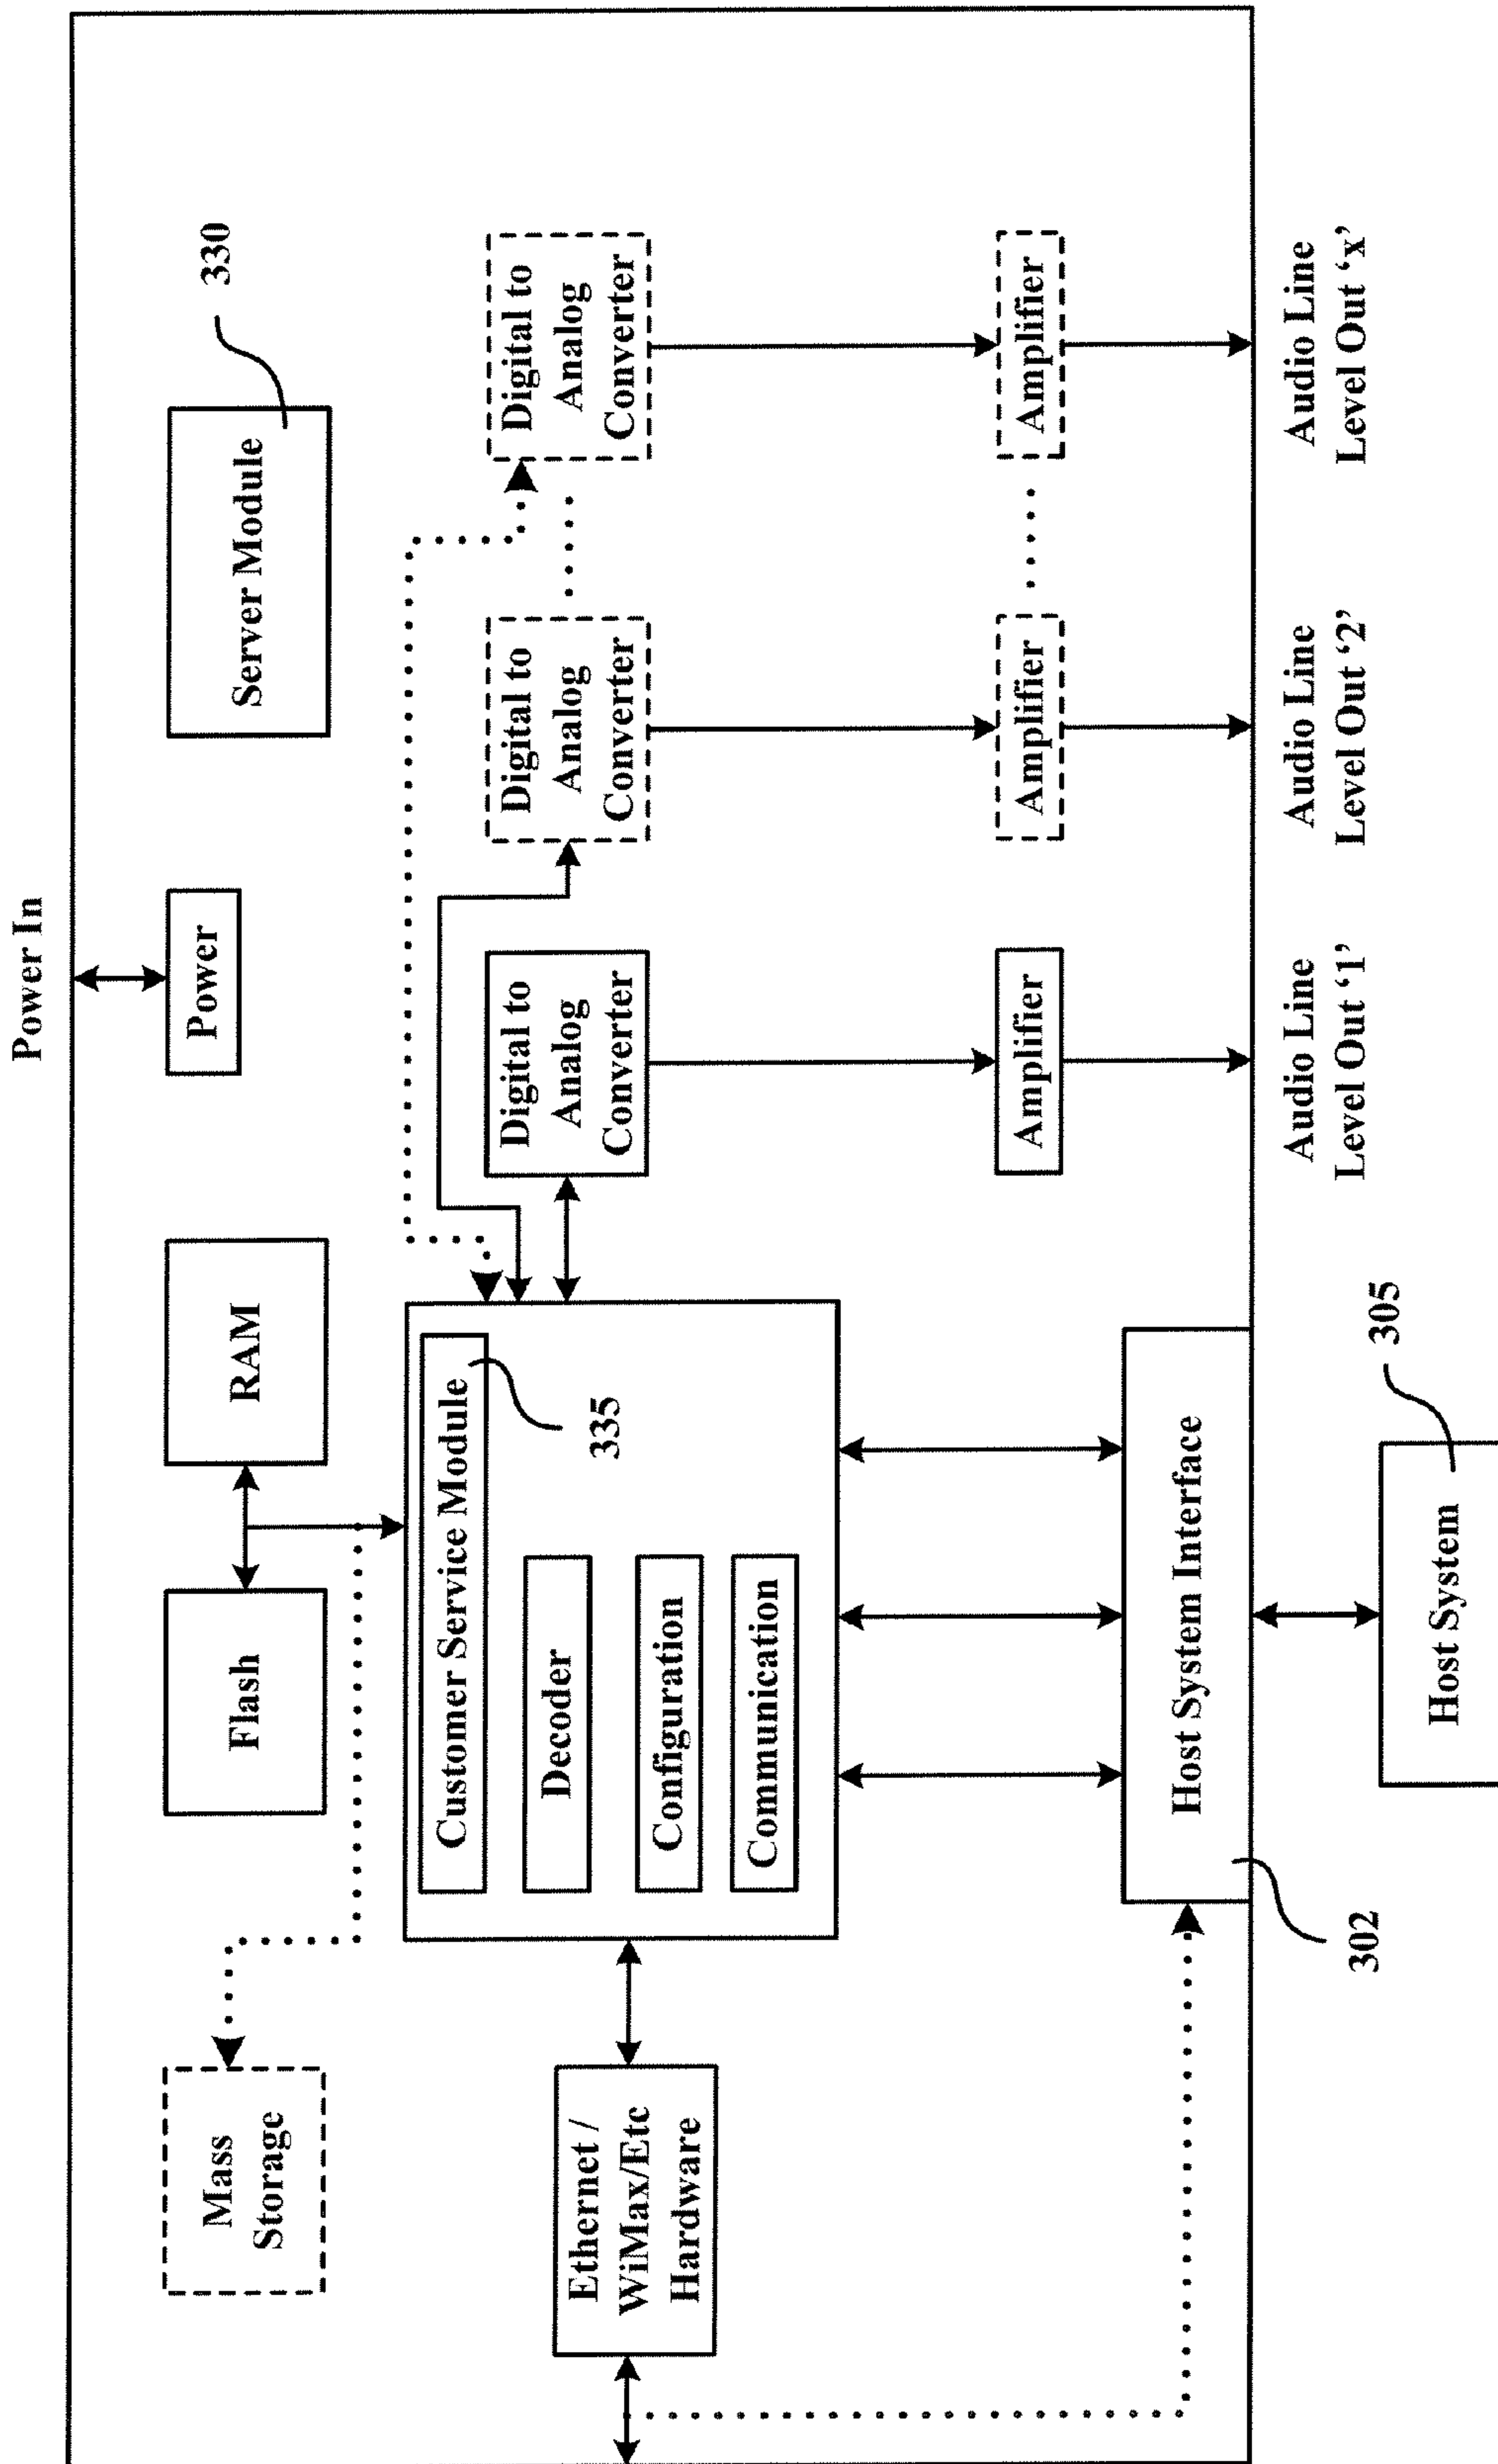 Power In
Mass
Storage
Flash
RAM
Power
Server Module
330
Ethernet /
WiMax/Etc
Hardware
Customer Service Module
335
Decoder
Configuration
Communication
Digital to
Analog
Converter
Digital to
Analog
Converter
Digital to
Analog
Converter
Amplifier
Amplifier
Amplifier
Host System Interface
302
Audio Line
Level Out ‘1’
Audio Line
Level Out ‘2’
Audio Line
Level Out ‘x’
Host System
305